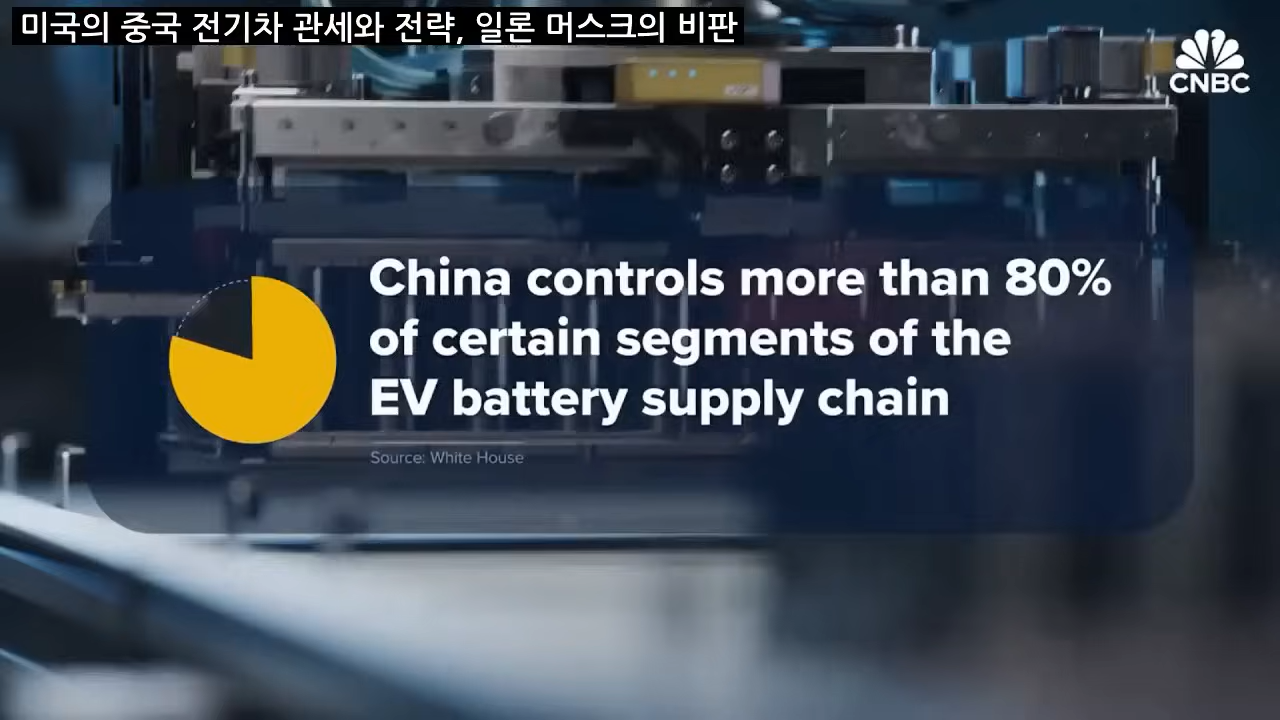 미국의 중국 전기차 관세와 전략, 일론 머스크의 비판
CNBC
China controls more than 80%
of certain segments of the
EV battery supply chain
Source: White House